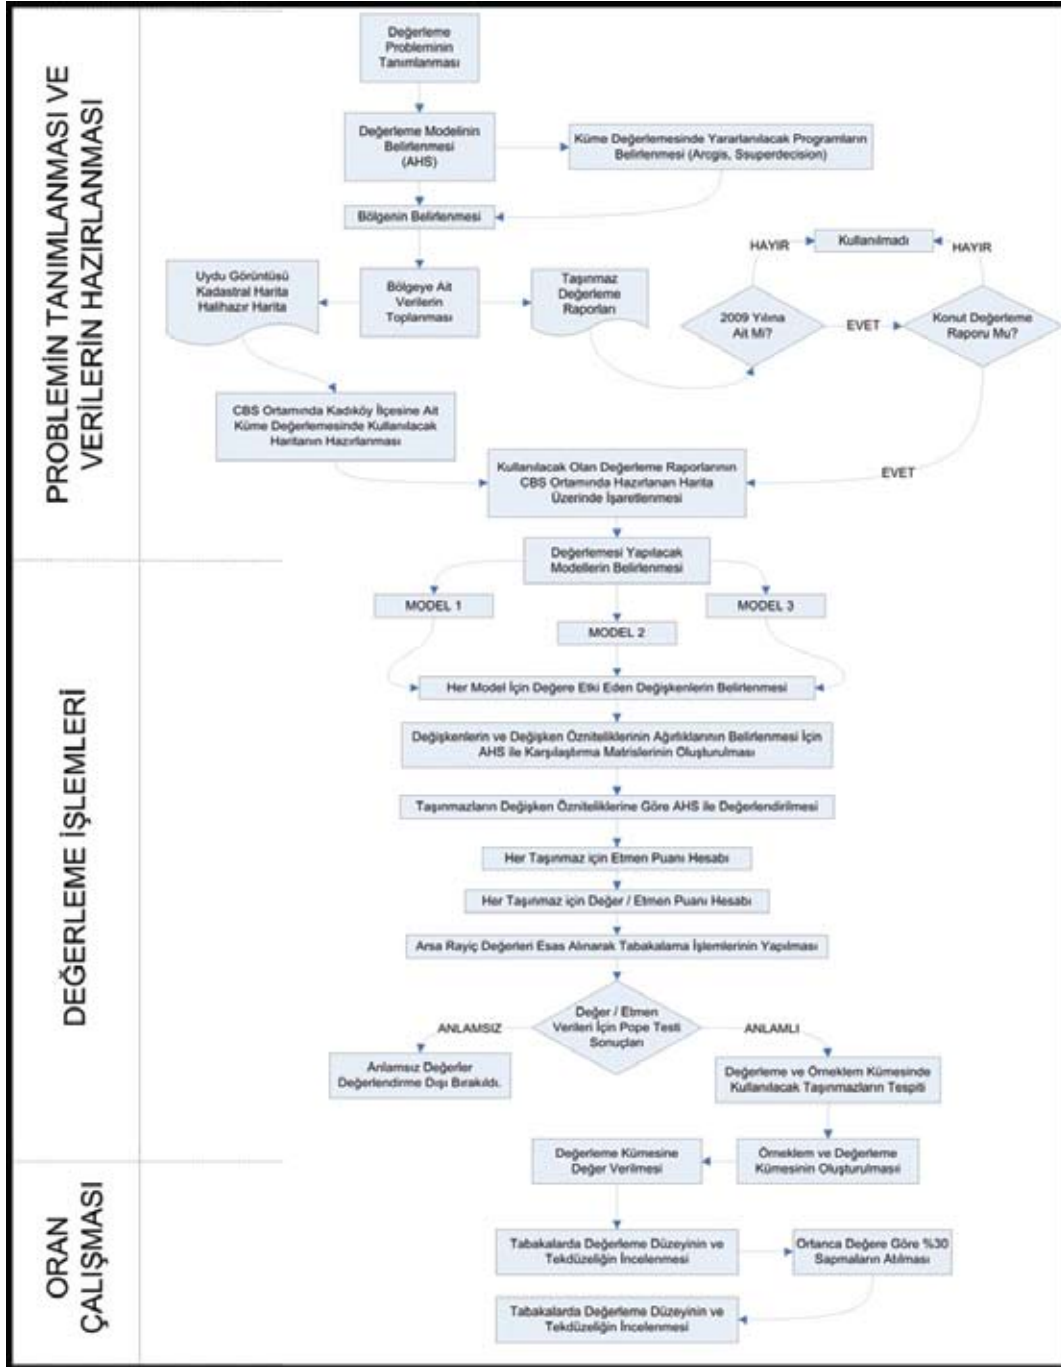 PROBLEMİN TANIMLANMASI VE
VERİLERİN HAZIRLANMASI
Değerleme
Probleminin
Tanımlanması
Değerleme Modelinin
Belirlenmesi
(AHS)
Küme Değerlemesinde Yararlanılacak Programların
Belirlenmesi (Arcgis, Ssuperdecision)
Bölgenin Belirlenmesi
Uydu Görüntüsü
Kadastral Harita
Halihazır Harita
Bölgeye Ait
Verilerin
Toplanması
Taşınmaz
Değerleme
Raporları
HAYIR
Kullanılmadı
HAYIR
2009 Yılına
Ait Mi?
EVET
Konut Değerleme
Raporu Mu?
CBS Ortamında Kadıköy İlçesine Ait
Küme Değerlemesinde Kullanılacak
Haritanın Hazırlanması
EVET
Kullanılacak Olan Değerleme Raporlarının
CBS Ortamında Hazırlanan Harita
Üzerinde İşaretlenmesi
DEĞERLEME İŞLEMLERİ
Değerlemesi Yapılacak
Modellerin Belirlenmesi
MODEL 1
MODEL 2
MODEL 3
Her Model İçin Değere Etki Eden Değişkenlerin Belirlenmesi
Değişkenlerin ve Değişken Özniteliklerinin Ağırlıklarının Belirlenmesi İçin
AHS ile Karşılaştırma Matrislerinin Oluşturulması
Taşınmazların Değişken Özniteliklerine Göre AHS ile Değerlendirilmesi
Her Taşınmaz için Etmen Puanı Hesabı
Her Taşınmaz için Değer / Etmen Puanı Hesabı
Arsa Rayiç Değerleri Esas Alınarak Tabakalama İşlemlerinin Yapılması
Değer / Etmen
Verileri İçin Pope Testi
Sonuçları
ANLAMSIZ
ANLAMLI
Anlamsız Değerler
Değerlendirme Dışı Bırakıldı.
Değerleme ve Örneklem Kümesinde
Kullanılacak Taşınmazların Tespiti
Değerleme Kümesine
Değer Verilmesi
Örneklem ve Değerleme
Kümesinin Oluşturulmasıı
ORAN
ÇALIŞMASI
Tabakalarda Değerleme Düzeyinin ve
Tekdüzeliğin İncelenmesi
Ortanca Değere Göre %30
Sapmaların Atılması
Tabakalarda Değerleme Düzeyinin ve
Tekdüzeliğin İncelenmesi